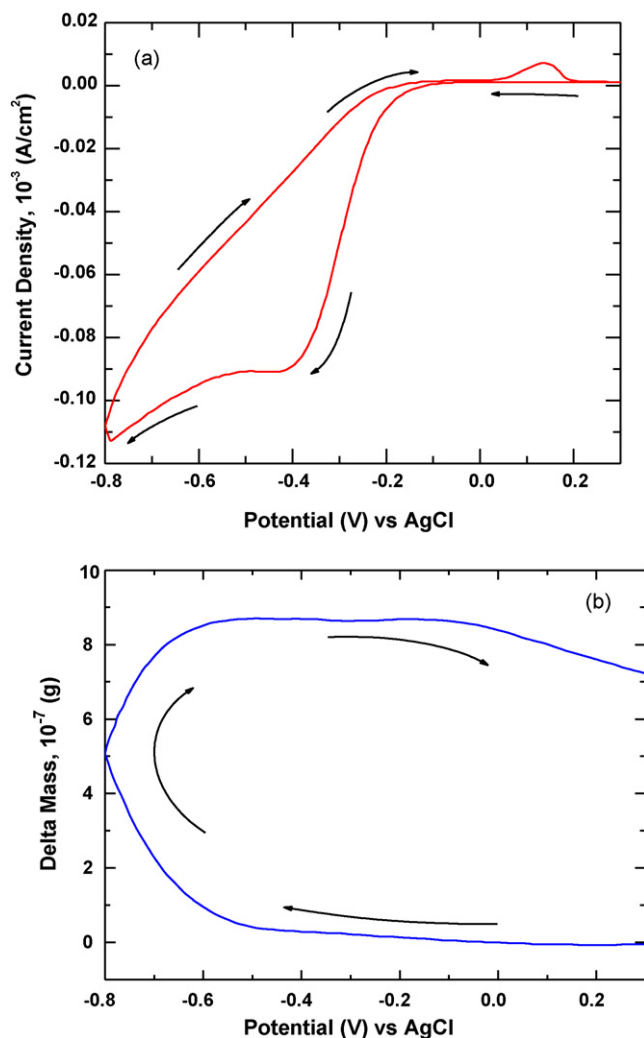 (a)
0.02
0.00
-0.02
-0.04
-0.06
-0.08
-0.10
-0.12
Current Density, 10⁻³ (A/cm²)
-0.8 -0.6 -0.4 -0.2 0.0 0.2
Potential (V) vs AgCl
(b)
10
8
6
4
2
0
Delta Mass, 10⁻⁷ (g)
-0.8 -0.6 -0.4 -0.2 0.0 0.2
Potential (V) vs AgCl